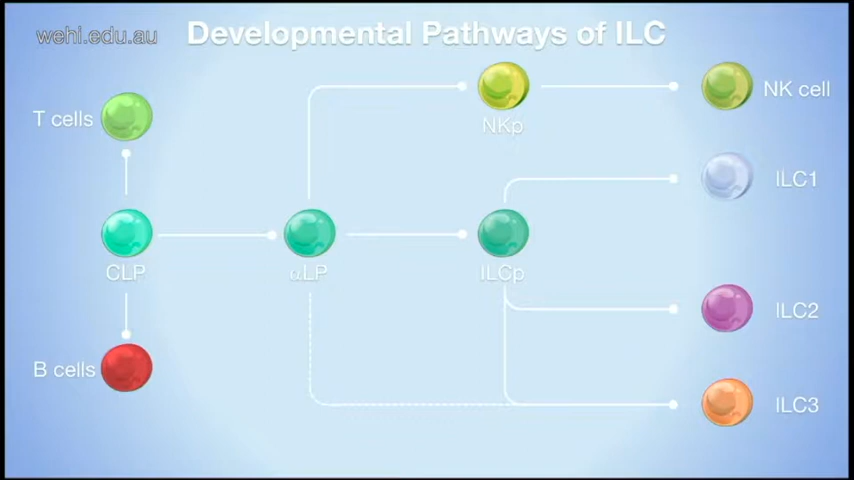 wehi.edu.au
Developmental Pathways of ILC
T cells
NKp
NK cell
ILC1
CLP
αLP
ILCp
ILC2
B cells
ILC3